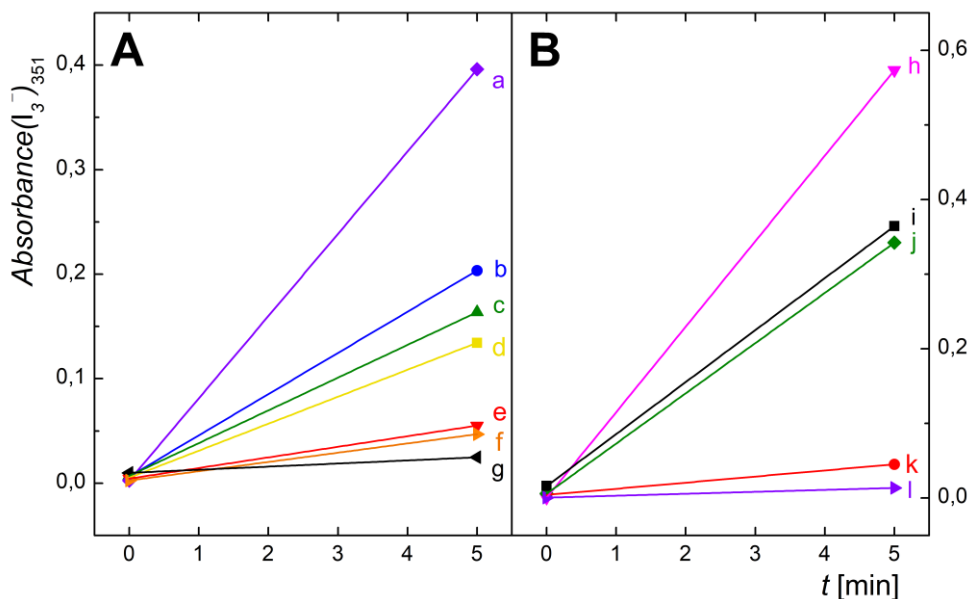 A
B
Absorbance(I₃⁻)₃₅₁
0,4
0,3
0,2
0,1
0,0
a
b
c
d
e
f
g
h
i
j
k
l
0,6
0,4
0,2
0,0
0 1 2 3 4 5
0 1 2 3 4 5
t [min]